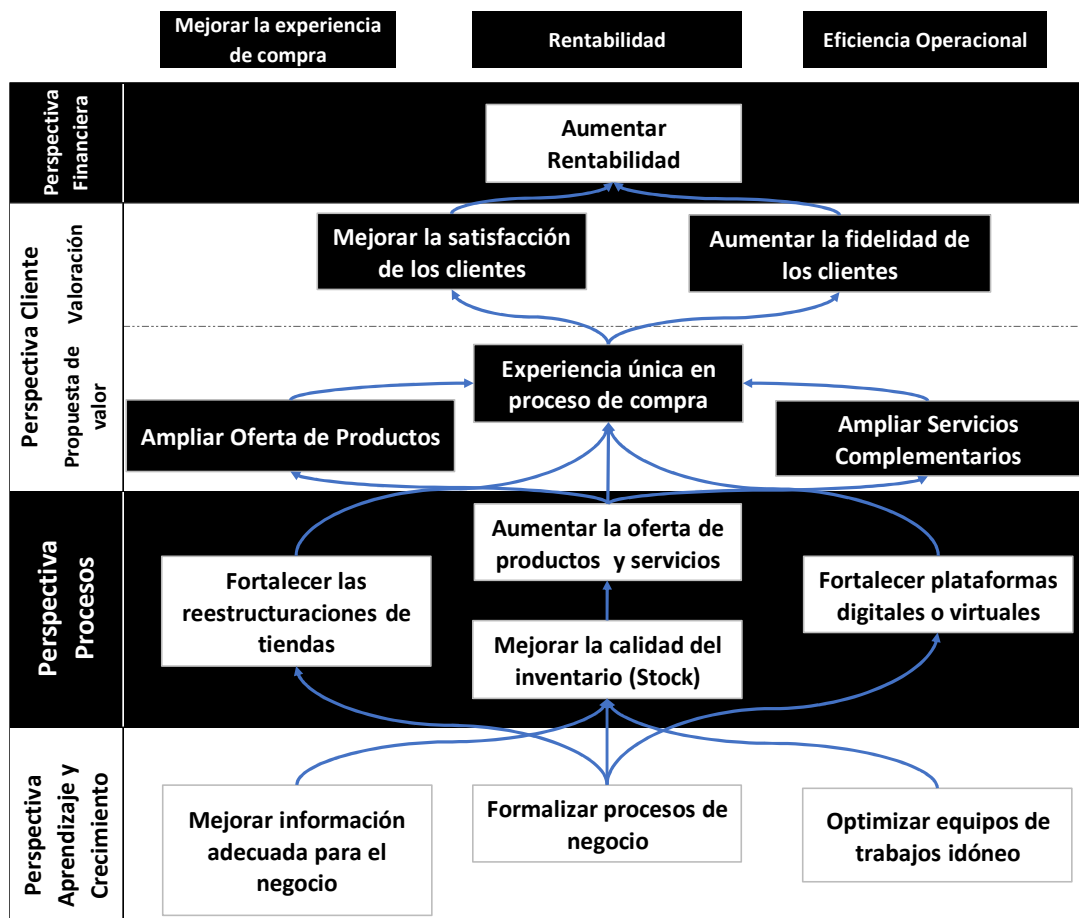 Mejorar la experiencia
de compra
Rentabilidad
Eficiencia Operacional
Perspectiva
Financiera
Aumentar
Rentabilidad
Perspectiva Cliente
Valoración
Mejorar la satisfacción
de los clientes
Aumentar la fidelidad de
los clientes
Propuesta de
valor
Experiencia única en
proceso de compra
Ampliar Oferta de Productos
Ampliar Servicios
Complementarios
Perspectiva
Procesos
Aumentar la oferta de
productos y servicios
Fortalecer las
reestructuraciones de
tiendas
Fortalecer plataformas
digitales o virtuales
Mejorar la calidad del
inventario (Stock)
Perspectiva
Aprendizaje y
Crecimiento
Mejorar información
adecuada para el
negocio
Formalizar procesos de
negocio
Optimizar equipos de
trabajos idóneo